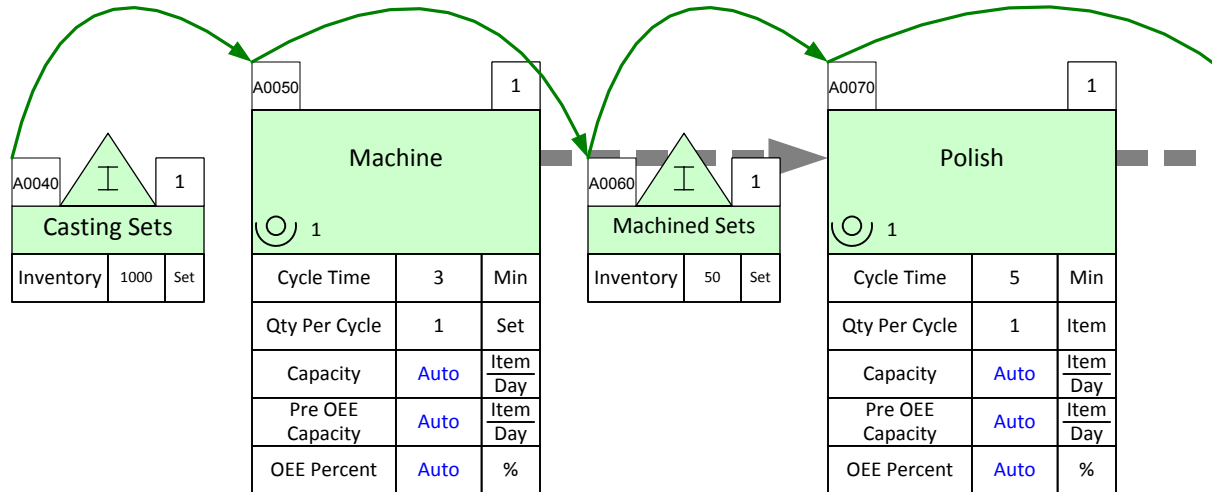 A0040
1
Casting Sets
Inventory 1000 Set
A0050
1
Machine
1
Cycle Time 3 Min
Qty Per Cycle 1 Set
Capacity Auto Item
Day
Pre OEE
Capacity Auto Item
Day
OEE Percent Auto %
A0060
1
Machined Sets
Inventory 50 Set
A0070
1
Polish
1
Cycle Time 5 Min
Qty Per Cycle 1 Item
Capacity Auto Item
Day
Pre OEE
Capacity Auto Item
Day
OEE Percent Auto %